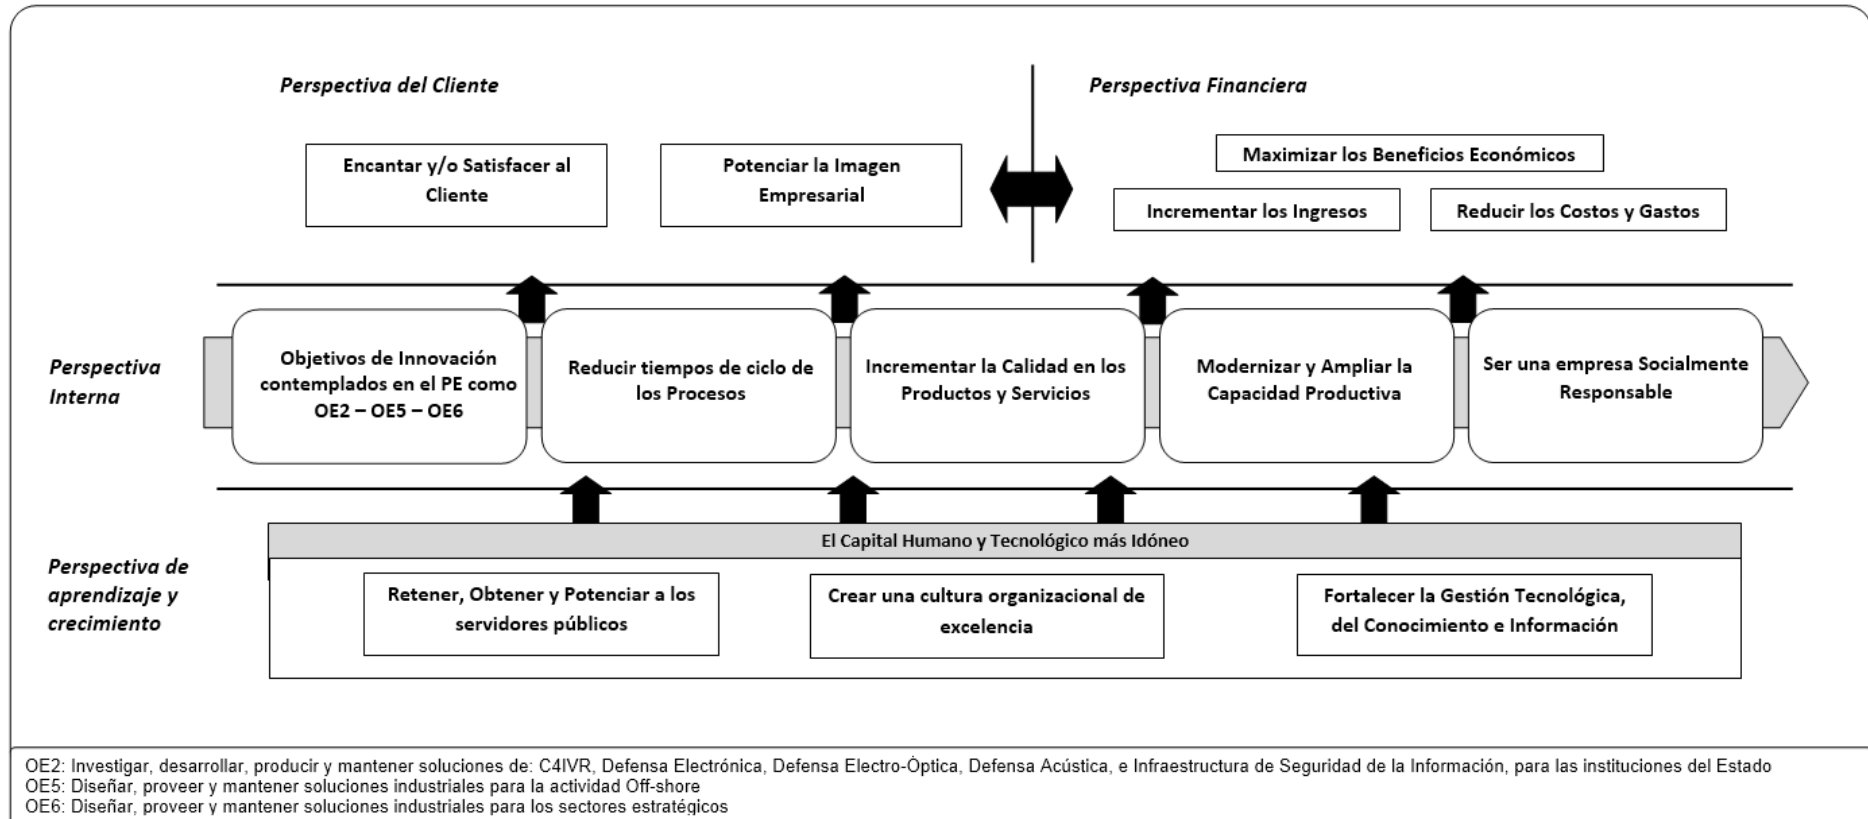 Perspectiva del Cliente
Perspectiva Financiera
Encantar y/o Satisfacer al
Cliente
Potenciar la Imagen
Empresarial
Maximizar los Beneficios Económicos
Incrementar los Ingresos
Reducir los Costos y Gastos
Perspectiva
Interna
Objetivos de Innovación
contemplados en el PE como
OE2 – OE5 – OE6
Reducir tiempos de ciclo de
los Procesos
Incrementar la Calidad en los
Productos y Servicios
Modernizar y Ampliar la
Capacidad Productiva
Ser una empresa Socialmente
Responsable
Perspectiva de
aprendizaje y
crecimiento
El Capital Humano y Tecnológico más Idóneo
Retener, Obtener y Potenciar a los
servidores públicos
Crear una cultura organizacional de
excelencia
Fortalecer la Gestión Tecnológica,
del Conocimiento e Información
OE2: Investigar, desarrollar, producir y mantener soluciones de: C4IVR, Defensa Electrónica, Defensa Electro-Óptica, Defensa Acústica, e Infraestructura de Seguridad de la Información, para las instituciones del Estado
OE5: Diseñar, proveer y mantener soluciones industriales para la actividad Off-shore
OE6: Diseñar, proveer y mantener soluciones industriales para los sectores estratégicos